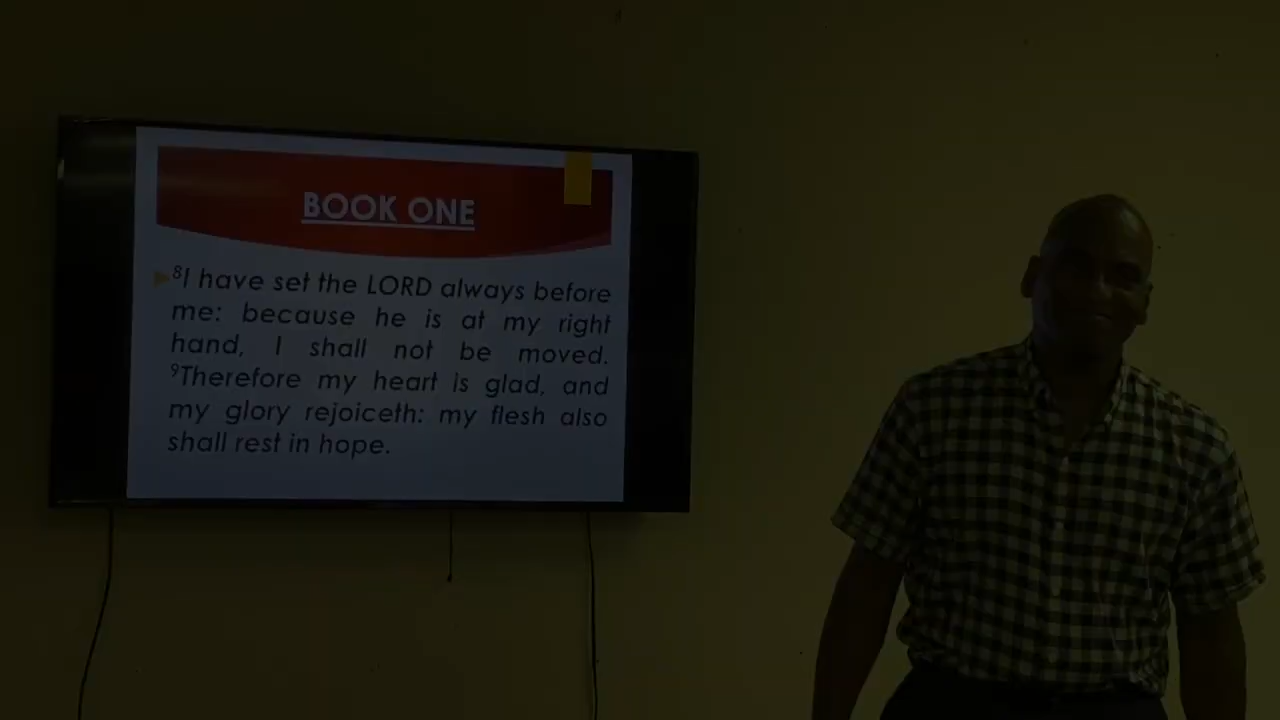 BOOK ONE
⁸I have set the LORD always before
me: because he is at my right
hand, I shall not be moved.
⁹Therefore my heart is glad, and
my glory rejoiceth: my flesh also
shall rest in hope.